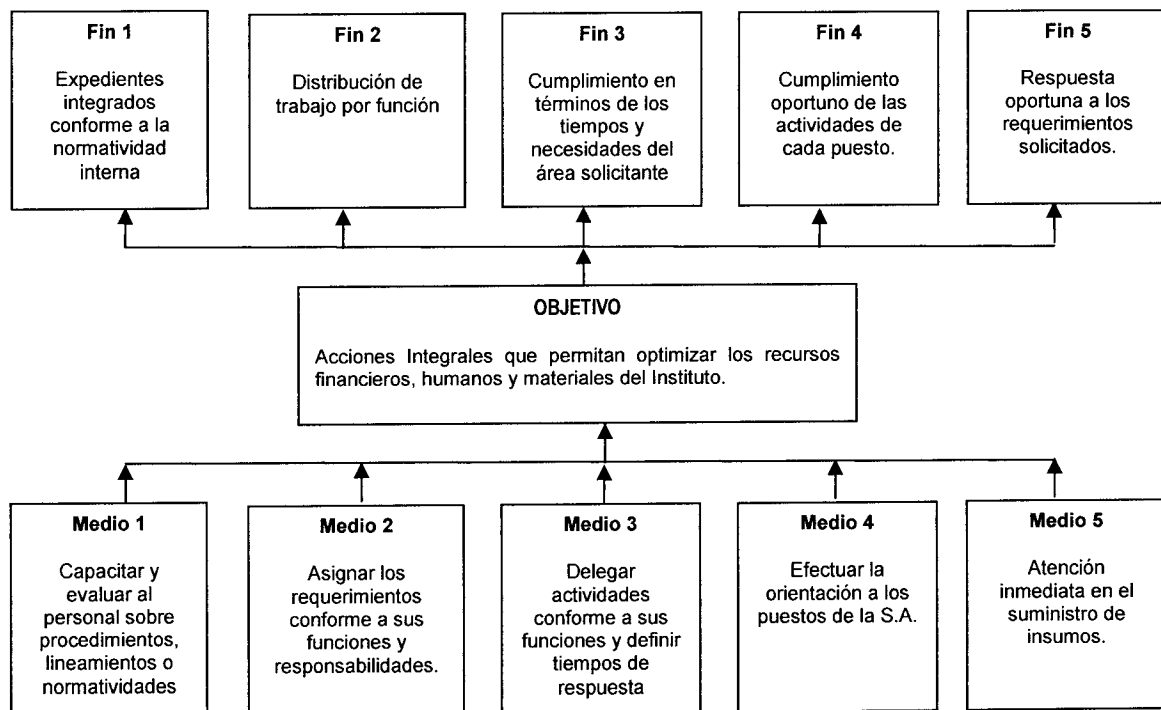 Fin 1
Expedientes
integrados
conforme a la
normatividad
interna
Fin 2
Distribución de
trabajo por función
Fin 3
Cumplimiento en
términos de los
tiempos y
necesidades del
área solicitante
Fin 4
Cumplimiento
oportuno de las
actividades de
cada puesto.
Fin 5
Respuesta
oportuna a los
requerimientos
solicitados.
OBJETIVO
Acciones Integrales que permitan optimizar los recursos
financieros, humanos y materiales del Instituto.
Medio 1
Capacitar y
evaluar al
personal sobre
procedimientos,
lineamientos o
normatividades
Medio 2
Asignar los
requerimientos
conforme a sus
funciones y
responsabilidades.
Medio 3
Delegar
actividades
conforme a sus
funciones y definir
tiempos de
respuesta
Medio 4
Efectuar la
orientación a los
puestos de la S.A.
Medio 5
Atención
inmediata en el
suministro de
insumos.